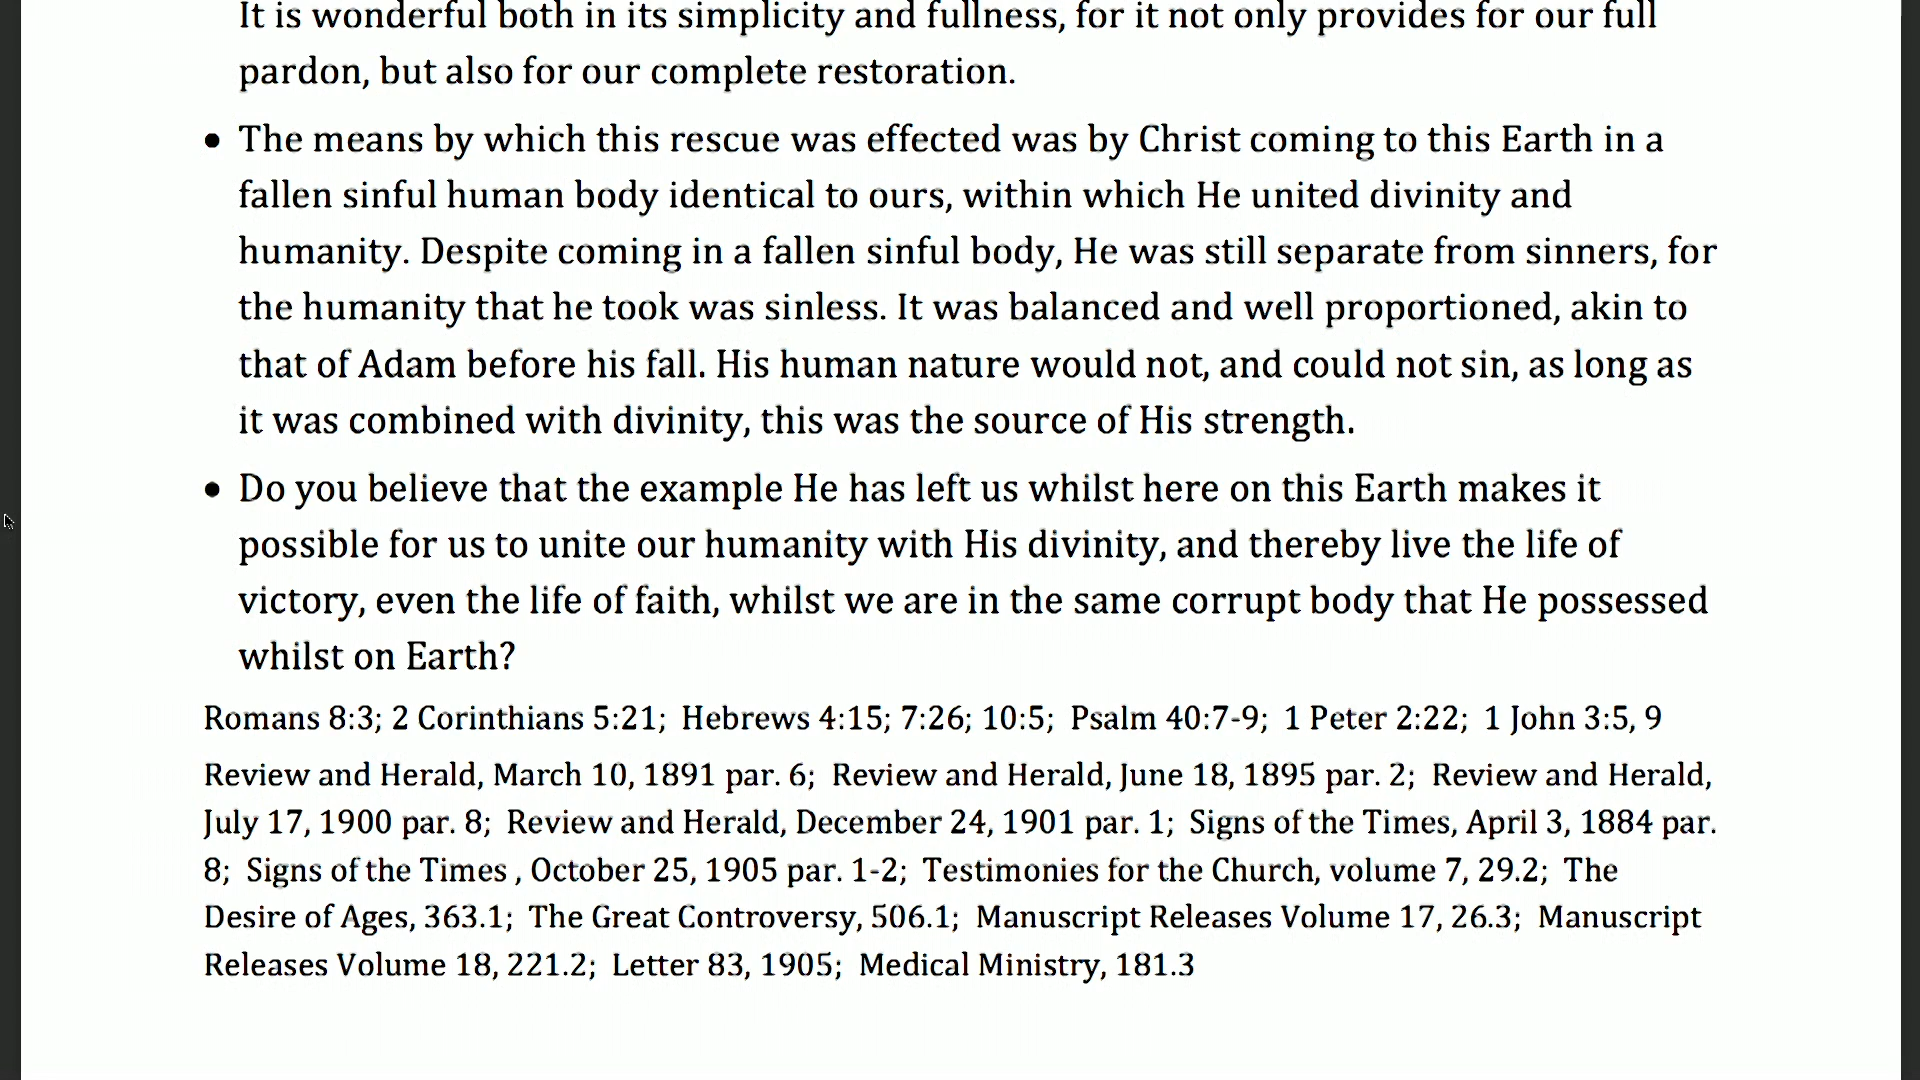 It is wonderful both in its simplicity and fullness, for it not only provides for our full
pardon, but also for our complete restoration.
• The means by which this rescue was effected was by Christ coming to this Earth in a
fallen sinful human body identical to ours, within which He united divinity and
humanity. Despite coming in a fallen sinful body, He was still separate from sinners, for
the humanity that he took was sinless. It was balanced and well proportioned, akin to
that of Adam before his fall. His human nature would not, and could not sin, as long as
it was combined with divinity, this was the source of His strength.
• Do you believe that the example He has left us whilst here on this Earth makes it
possible for us to unite our humanity with His divinity, and thereby live the life of
victory, even the life of faith, whilst we are in the same corrupt body that He possessed
whilst on Earth?
Romans 8:3; 2 Corinthians 5:21; Hebrews 4:15; 7:26; 10:5; Psalm 40:7-9; 1 Peter 2:22; 1 John 3:5, 9
Review and Herald, March 10, 1891 par. 6; Review and Herald, June 18, 1895 par. 2; Review and Herald,
July 17, 1900 par. 8; Review and Herald, December 24, 1901 par. 1; Signs of the Times, April 3, 1884 par.
8; Signs of the Times , October 25, 1905 par. 1-2; Testimonies for the Church, volume 7, 29.2; The
Desire of Ages, 363.1; The Great Controversy, 506.1; Manuscript Releases Volume 17, 26.3; Manuscript
Releases Volume 18, 221.2; Letter 83, 1905; Medical Ministry, 181.3